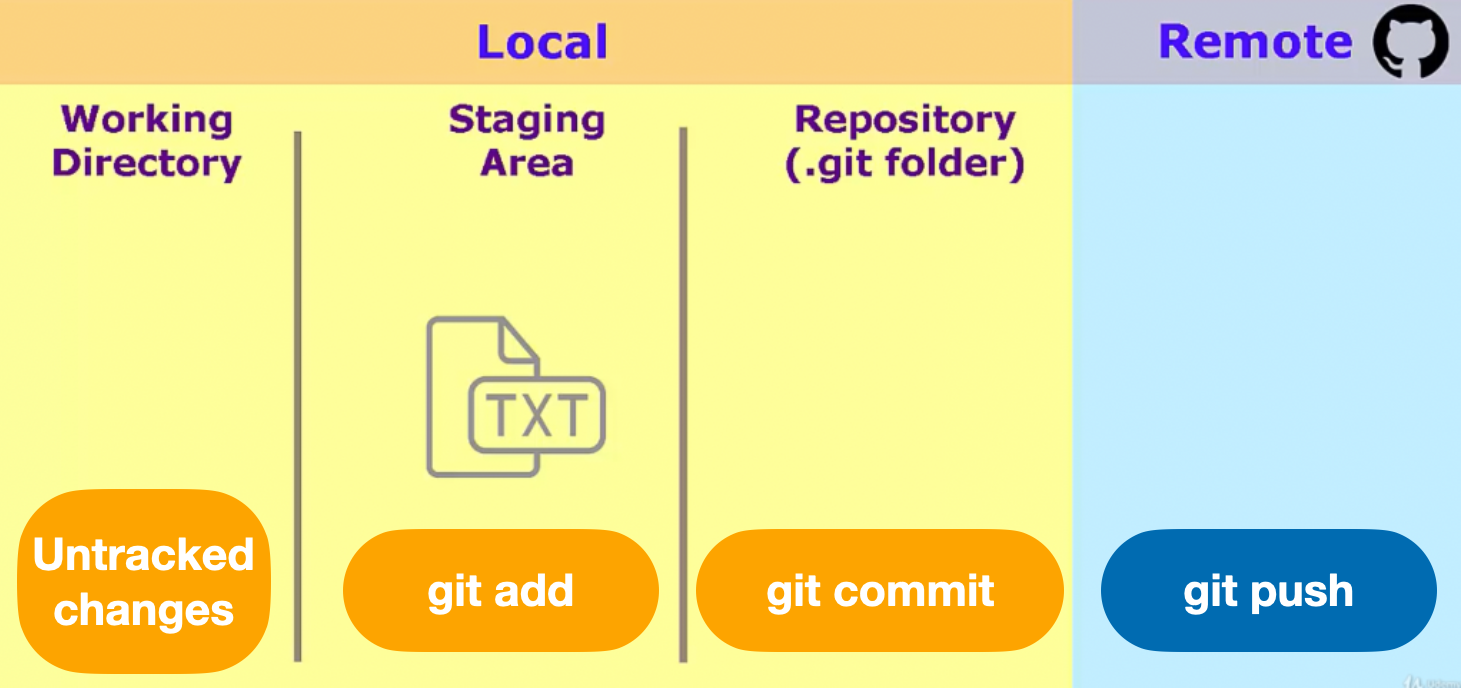 Local
Remote
Working
Directory
Staging
Area
Repository
(.git folder)
TXT
Untracked
changes
git add
git commit
git push